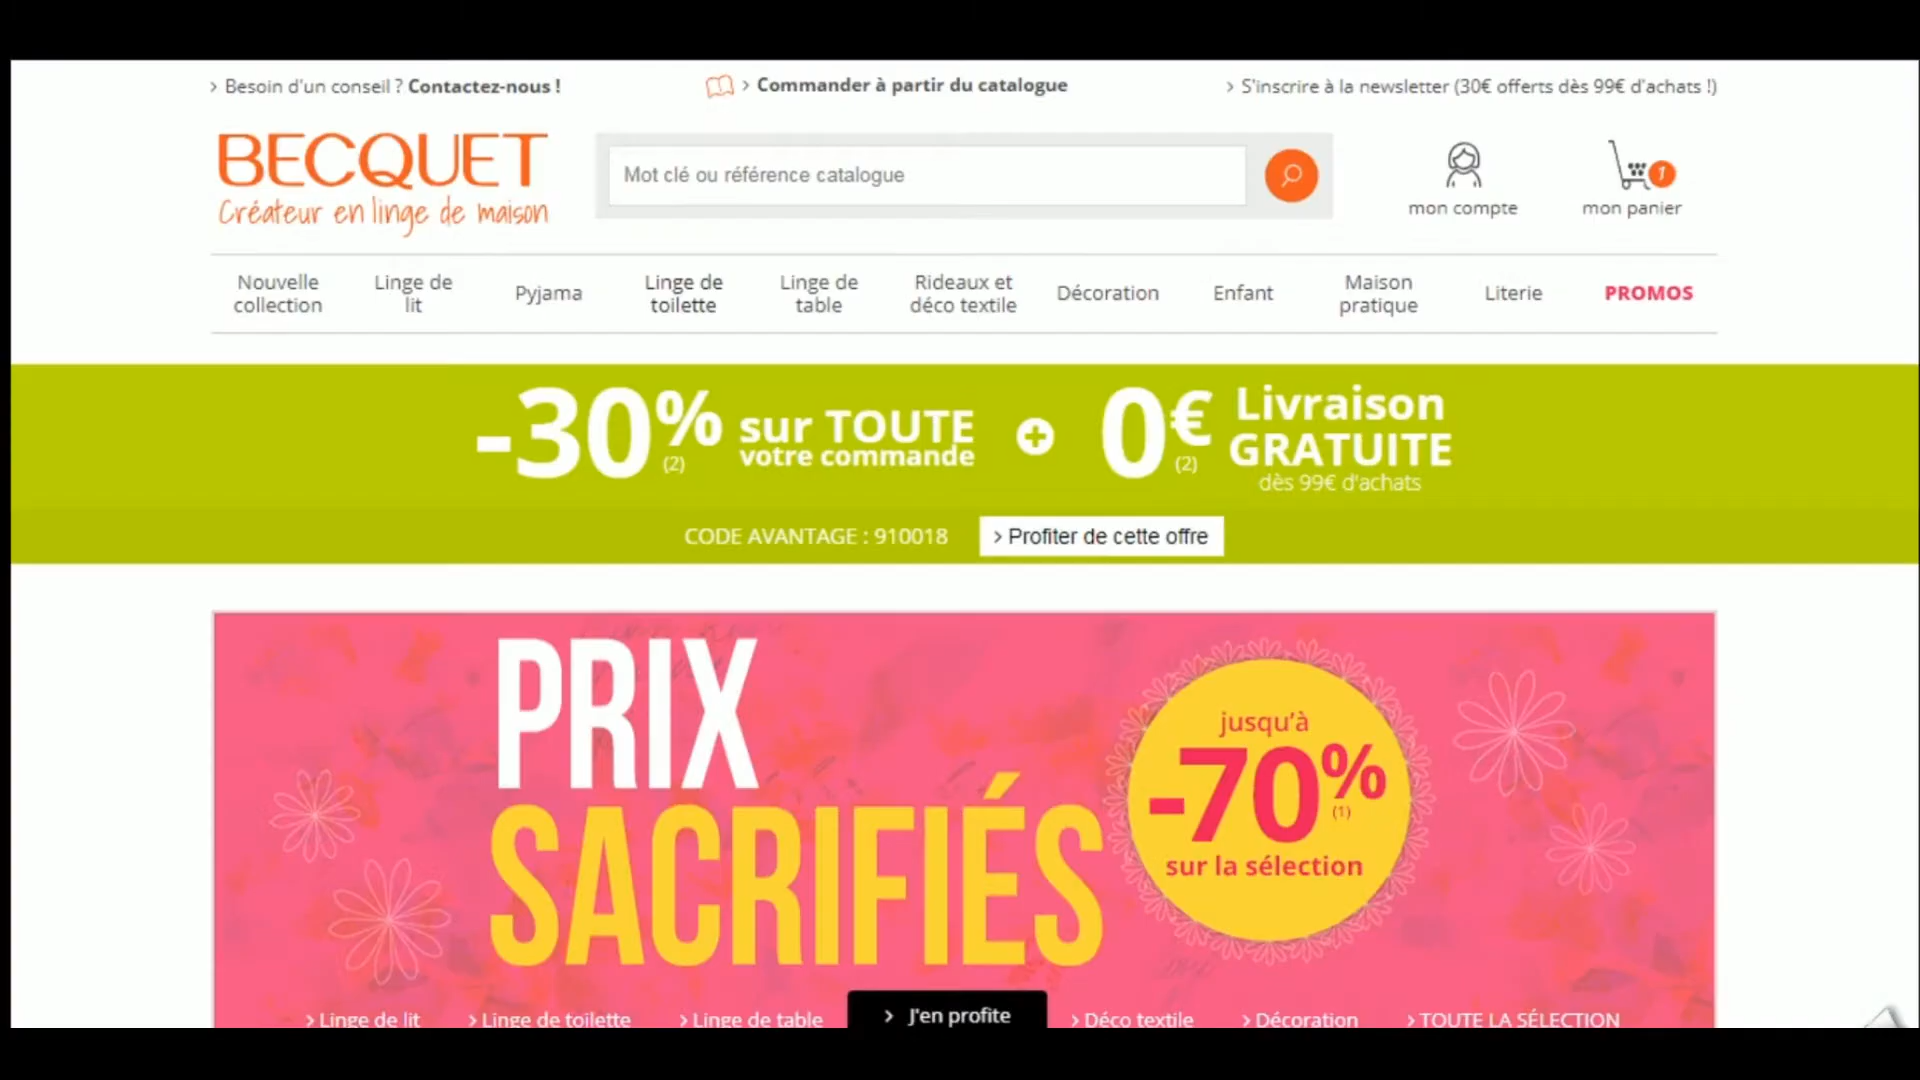 › Besoin d'un conseil ? Contactez-nous !
› Commander à partir du catalogue
› S'inscrire à la newsletter (30€ offerts dès 99€ d'achats !)
BECQUET
Créateur en linge de maison
Mot clé ou référence catalogue
1
mon compte
mon panier
Nouvelle collection
Linge de lit
Pyjama
Linge de toilette
Linge de table
Rideaux et déco textile
Décoration
Enfant
Maison pratique
Literie
PROMOS
-30% (2) sur TOUTE
votre commande
+
0€ (2) Livraison
GRATUITE
dès 99€ d'achats
CODE AVANTAGE : 910018
› Profiter de cette offre
PRIX
SACRIFIÉS
jusqu'à
-70% (1)
sur la sélection
› Linge de lit
› Linge de toilette
› Linge de table
› J'en profite
› Déco textile
› Décoration
› TOUTE LA SÉLECTION